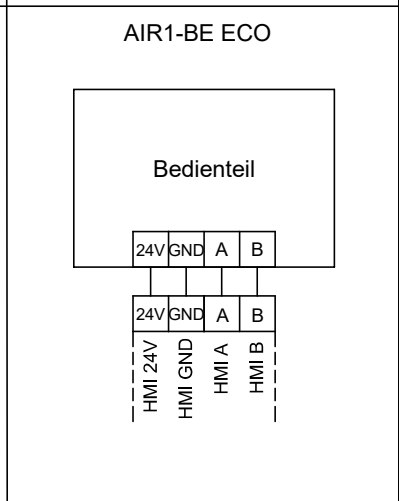 AIR1-BE ECO
Bedienteil
24V GND A B
24V GND A B
HMI 24V
HMI GND
HMI A
HMI B